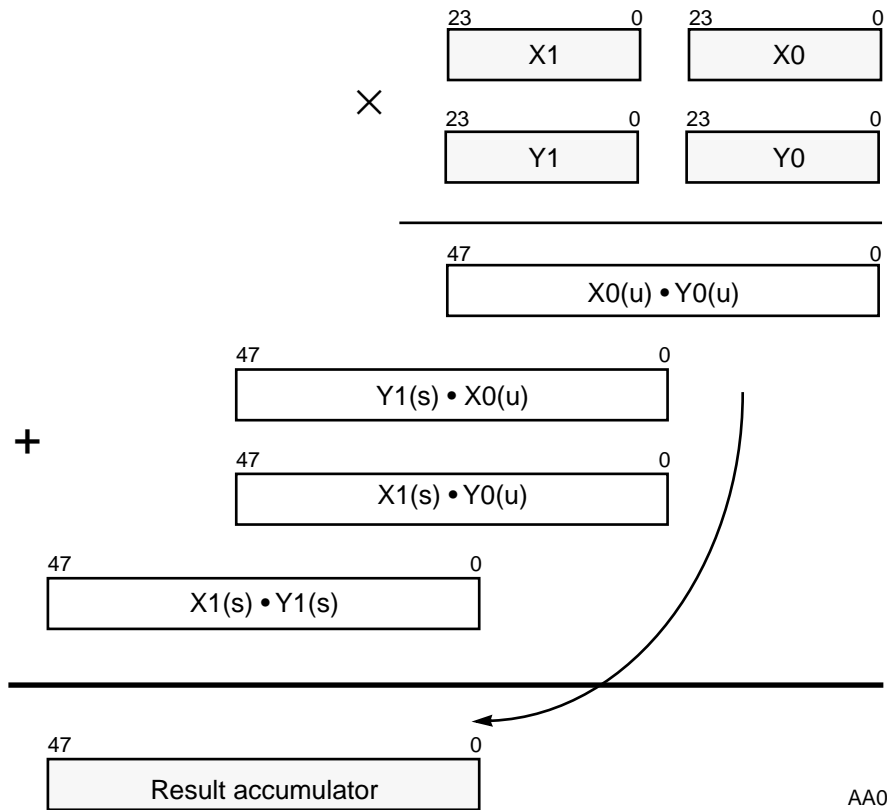 23 0 23 0
X1 X0
×
23 0 23 0
Y1 Y0
47 0
X0(u) • Y0(u)
47 0
Y1(s) • X0(u)
+
47 0
X1(s) • Y0(u)
47 0
X1(s) • Y1(s)
47 0
Result accumulator
AA0